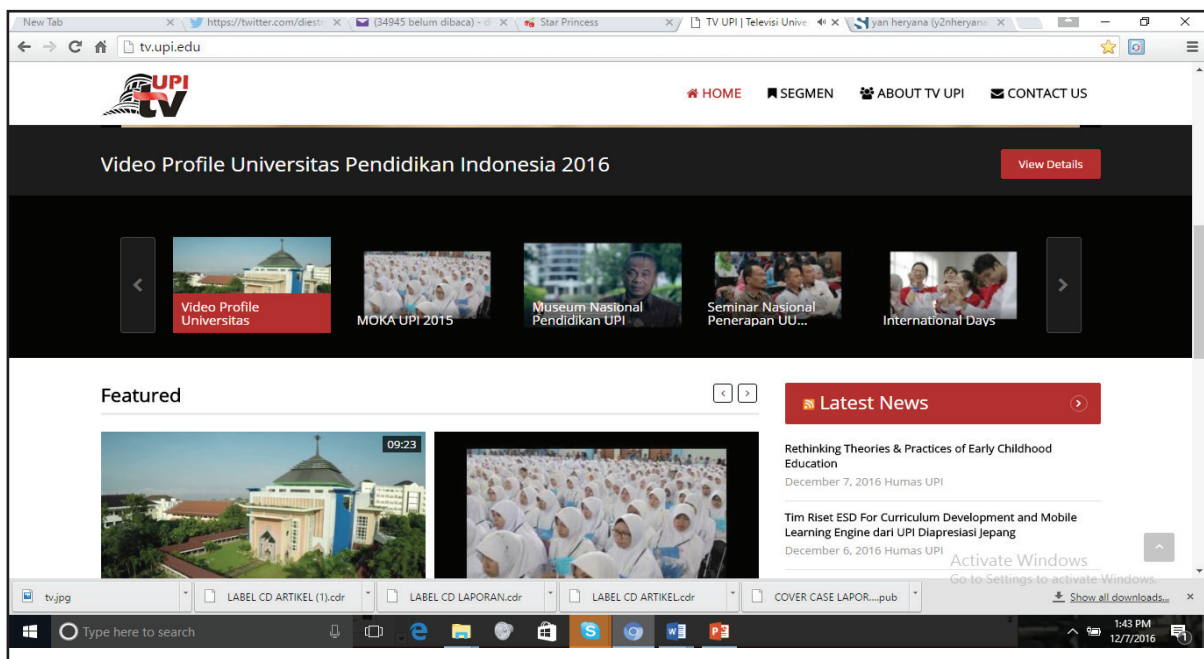 New Tab
https://twitter.com/diestr
(34945 belum dibaca) - d
Star Princess
TV UPI | Televisi Unive
yan heryana (y2nheryana
tv.upi.edu
UPI
tv
HOME
SEGMEN
ABOUT TV UPI
CONTACT US
Video Profile Universitas Pendidikan Indonesia 2016
View Details
Video Profile
Universitas
MOKA UPI 2015
Museum Nasional
Pendidikan UPI
Seminar Nasional
Penerapan UU...
International Days
Featured
09:23
Latest News
Rethinking Theories & Practices of Early Childhood
Education
December 7, 2016 Humas UPI
Tim Riset ESD For Curriculum Development and Mobile
Learning Engine dari UPI Diapresiasi Jepang
December 6, 2016 Humas UPI
Activate Windows
Go to Settings to activate Windows.
tv.jpg
LABEL CD ARTIKEL (1).cdr
LABEL CD LAPORAN.cdr
LABEL CD ARTIKEL.cdr
COVER CASE LAPOR....pub
Show all downloads...
Type here to search
1:43 PM
12/7/2016
1